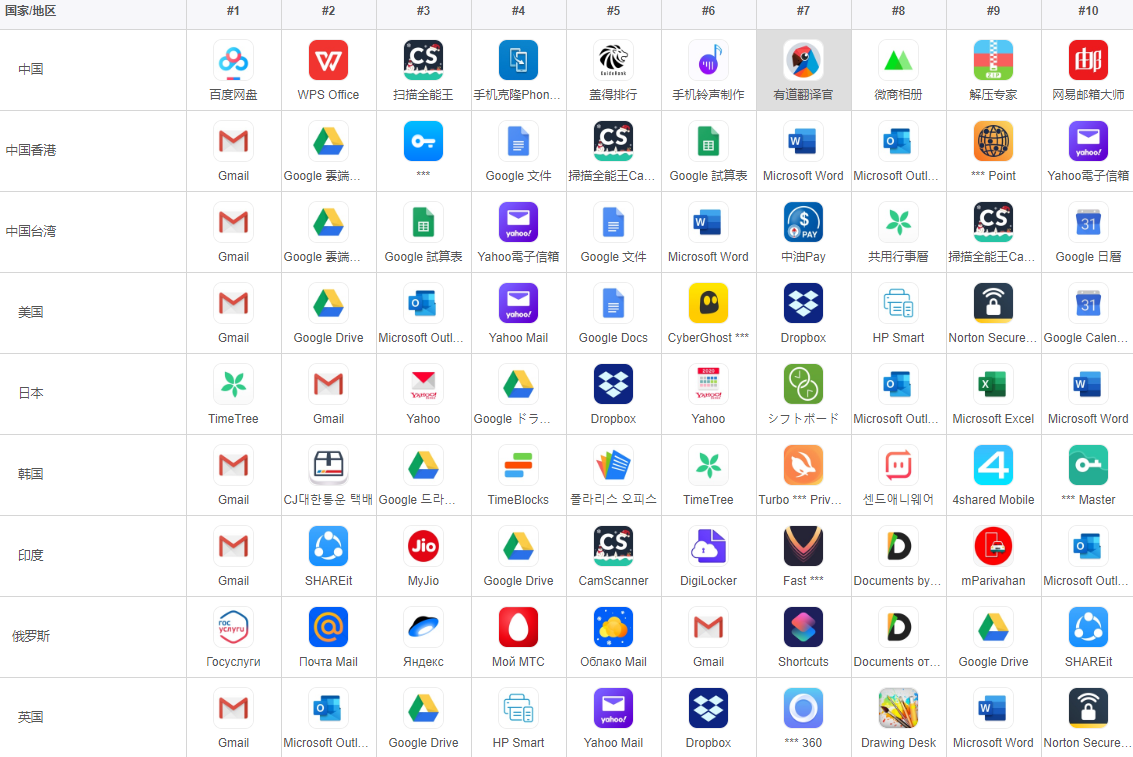 国家/地区 #1 #2 #3 #4 #5 #6 #7 #8 #9 #10
中国 百度网盘 WPS Office 扫描全能王 手机克隆Phon... 盖得排行 手机铃声制作 有道翻译官 微商相册 解压专家 网易邮箱大师
中国香港 Gmail Google 雲端... *** Google 文件 掃描全能王Ca... Google 試算表 Microsoft Word Microsoft Outl... *** Point Yahoo電子信箱
中国台湾 Gmail Google 雲端... Google 試算表 Yahoo電子信箱 Google 文件 Microsoft Word 中油Pay 共用行事曆 掃描全能王Ca... Google 日曆
美国 Gmail Google Drive Microsoft Outl... Yahoo Mail Google Docs CyberGhost *** Dropbox HP Smart Norton Secure... Google Calen...
日本 TimeTree Gmail Yahoo Google ドラ... Dropbox Yahoo シフトボード Microsoft Outl... Microsoft Excel Microsoft Word
韩国 Gmail CJ대한통운 택배 Google 드라... TimeBlocks 폴라리스 오피스 TimeTree Turbo *** Priv... 센드애니웨어 4shared Mobile *** Master
印度 Gmail SHAREit MyJio Google Drive CamScanner DigiLocker Fast *** Documents by... mParivahan Microsoft Outl...
俄罗斯 Госуслуги Почта Mail Яндекс Мой МТС Облако Mail Gmail Shortcuts Documents от... Google Drive SHAREit
英国 Gmail Microsoft Outl... Google Drive HP Smart Yahoo Mail Dropbox *** 360 Drawing Desk Microsoft Word Norton Secure...